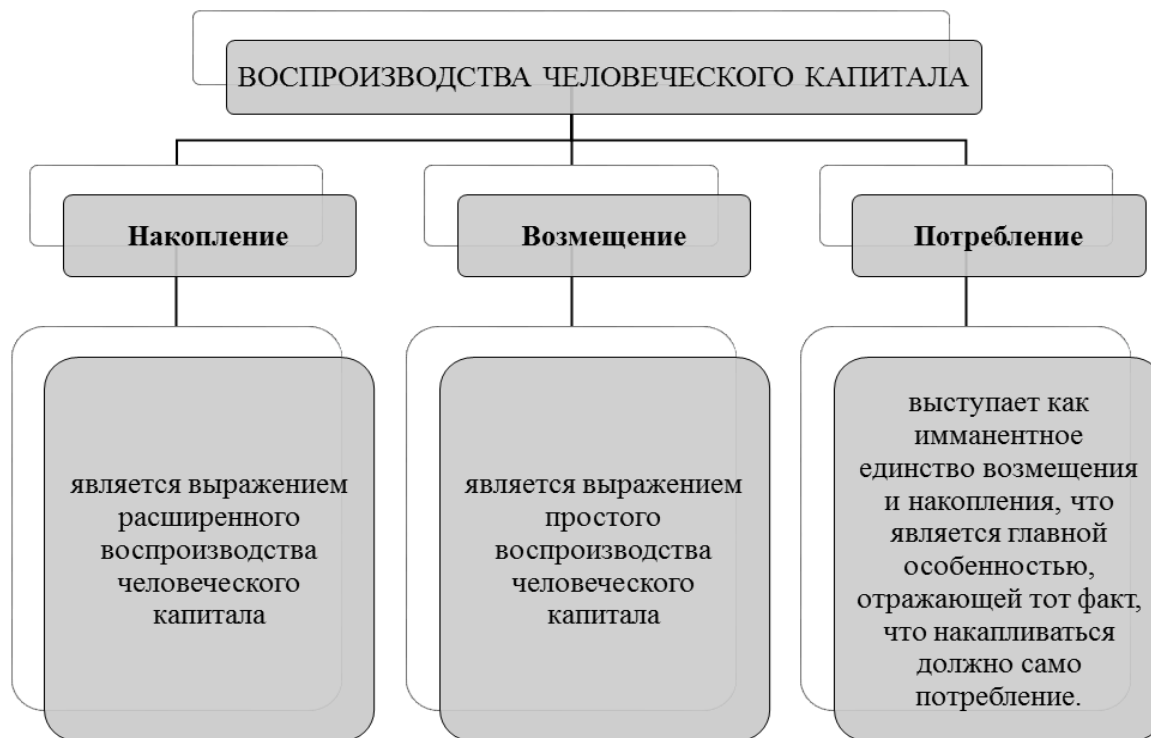 ВОСПРОИЗВОДСТВА ЧЕЛОВЕЧЕСКОГО КАПИТАЛА
Накопление
является выражением
расширенного
воспроизводства
человеческого
капитала
Возмещение
является выражением
простого
воспроизводства
человеческого
капитала
Потребление
выступает как
имманентное
единство возмещения
и накопления, что
является главной
особенностью,
отражающей тот факт,
что накапливаться
должно само
потребление.